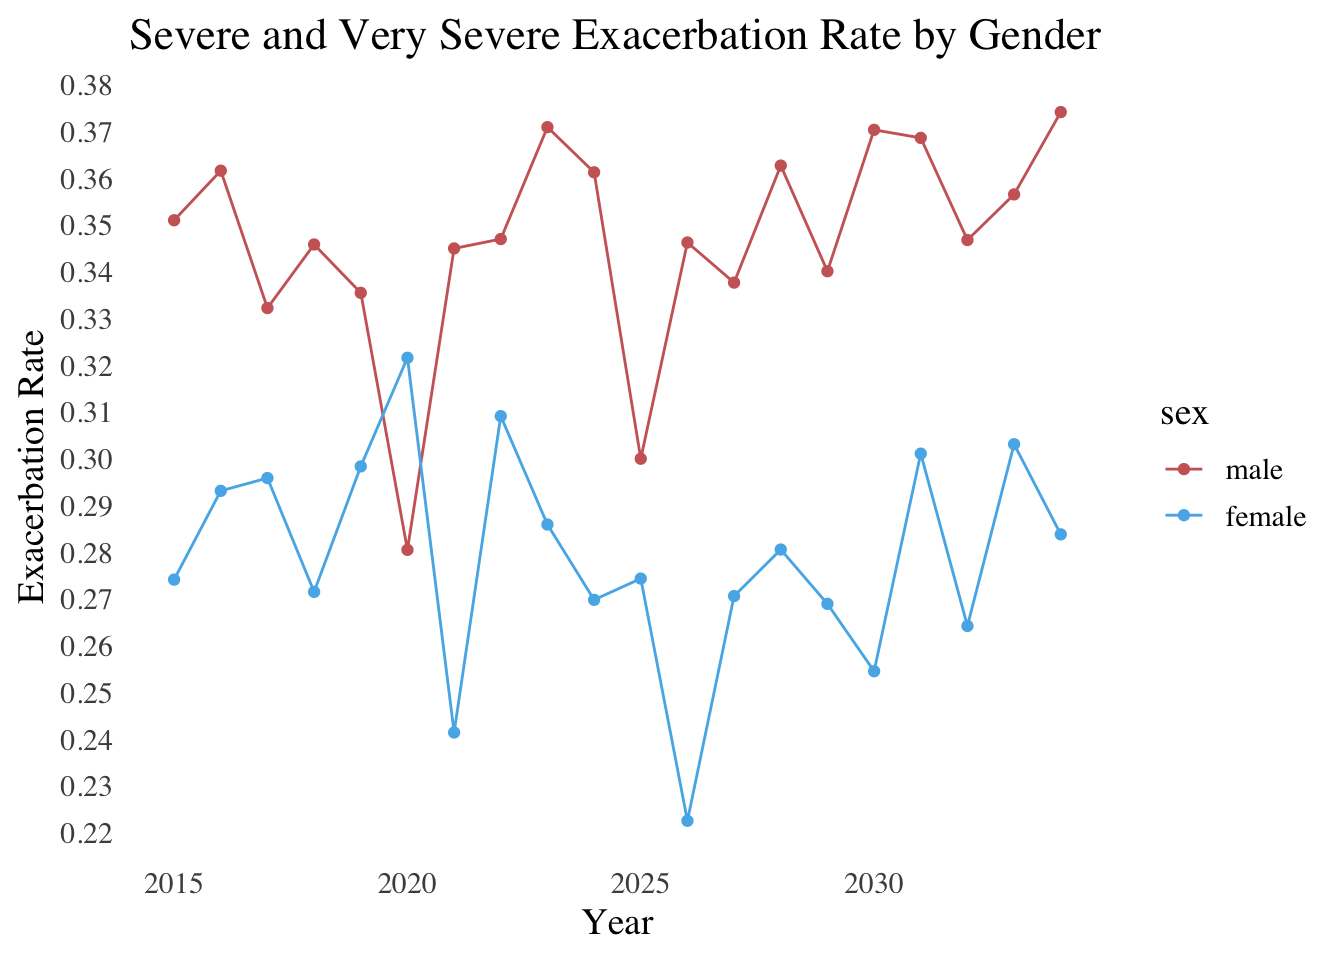 Severe and Very Severe Exacerbation Rate by Gender
0.38
0.37
0.36
0.35
0.34
0.33
0.32
0.31
0.30
0.29
0.28
0.27
0.26
0.25
0.24
0.23
0.22
Exacerbation Rate
2015 2020 2025 2030
Year
sex
male
female